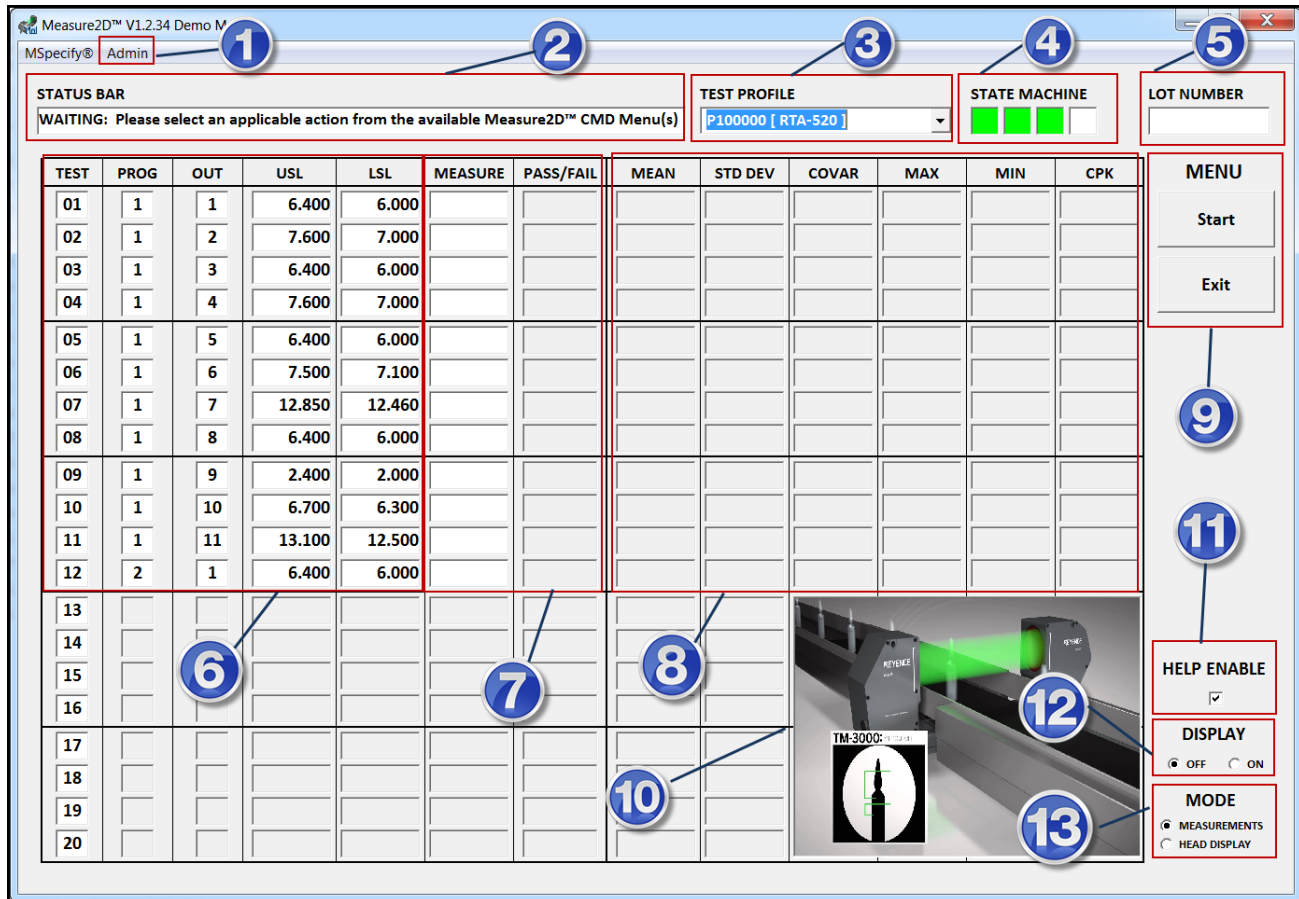 Measure2D™ V1.2.34 Demo
MSpecify® Admin
1
2
3
4
5
STATUS BAR
TEST PROFILE
STATE MACHINE
LOT NUMBER
WAITING: Please select an applicable action from the available Measure2D™ CMD Menu(s)
P100000 [ RTA-520 ]
TEST PROG OUT USL LSL MEASURE PASS/FAIL MEAN STD DEV COVAR MAX MIN CPK
01 1 1 6.400 6.000
02 1 2 7.600 7.000
03 1 3 6.400 6.000
04 1 4 7.600 7.000
05 1 5 6.400 6.000
06 1 6 7.500 7.100
07 1 7 12.850 12.460
08 1 8 6.400 6.000
09 1 9 2.400 2.000
10 1 10 6.700 6.300
11 1 11 13.100 12.500
12 2 1 6.400 6.000
13
14
15
16
17
18
19
20
MENU
Start
Exit
9
11
6
7
8
10
KEYENCE
KEYENCE
TM-3000:
12
13
HELP ENABLE
DISPLAY
OFF ON
MODE
MEASUREMENTS
HEAD DISPLAY